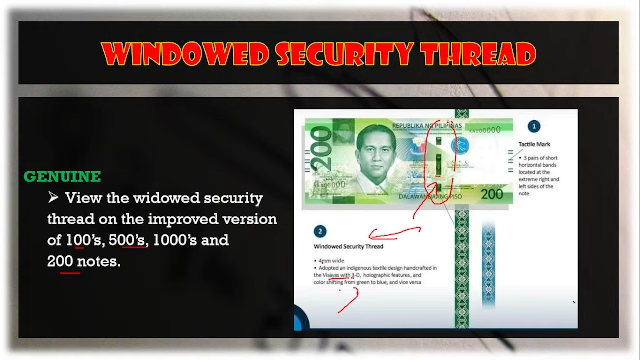 WINDOWED SECURITY THREAD
GENUINE
➢ View the widowed security
thread on the improved version
of 100's, 500's, 1000's and
200 notes.
200
REPUBLIKA NG PILIPINAS
200
1
Tactile Mark
• 3 pairs of short
horizontal bands
located at the
extreme right and
left sides of the
note
2
Windowed Security Thread
• 4mm wide
• Adopted an indigenous textile design handcrafted in
the Visayas with 3-D, holographic features, and
color shifting from green to blue, and vice versa